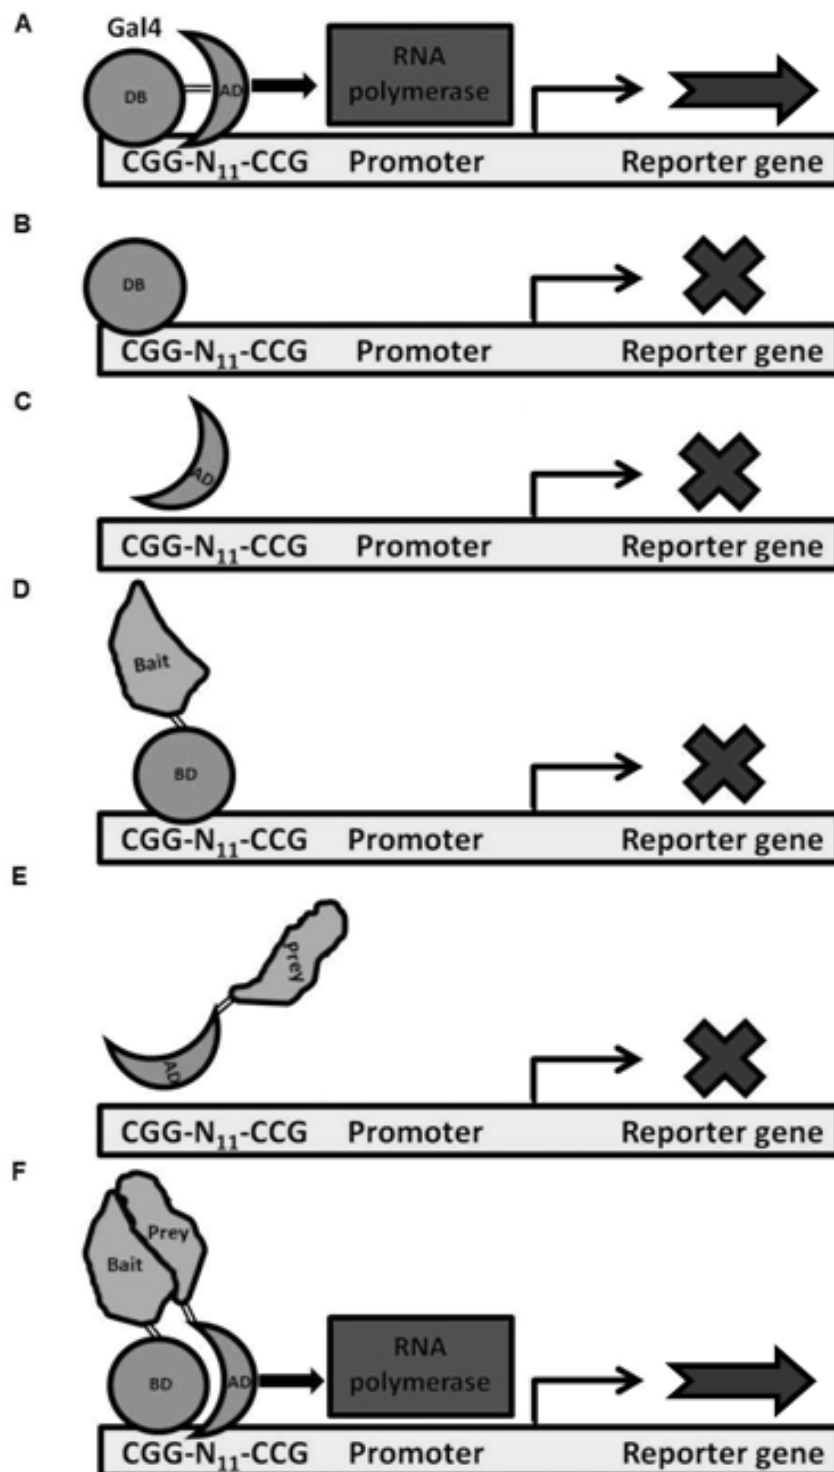 A
Gal4
DB
AD
RNA
polymerase
CGG-N₁₁-CCG Promoter Reporter gene
B
DB
CGG-N₁₁-CCG Promoter Reporter gene
C
AD
CGG-N₁₁-CCG Promoter Reporter gene
D
Bait
BD
CGG-N₁₁-CCG Promoter Reporter gene
E
prey
AD
CGG-N₁₁-CCG Promoter Reporter gene
F
Prey
Bait
BD
AD
RNA
polymerase
CGG-N₁₁-CCG Promoter Reporter gene